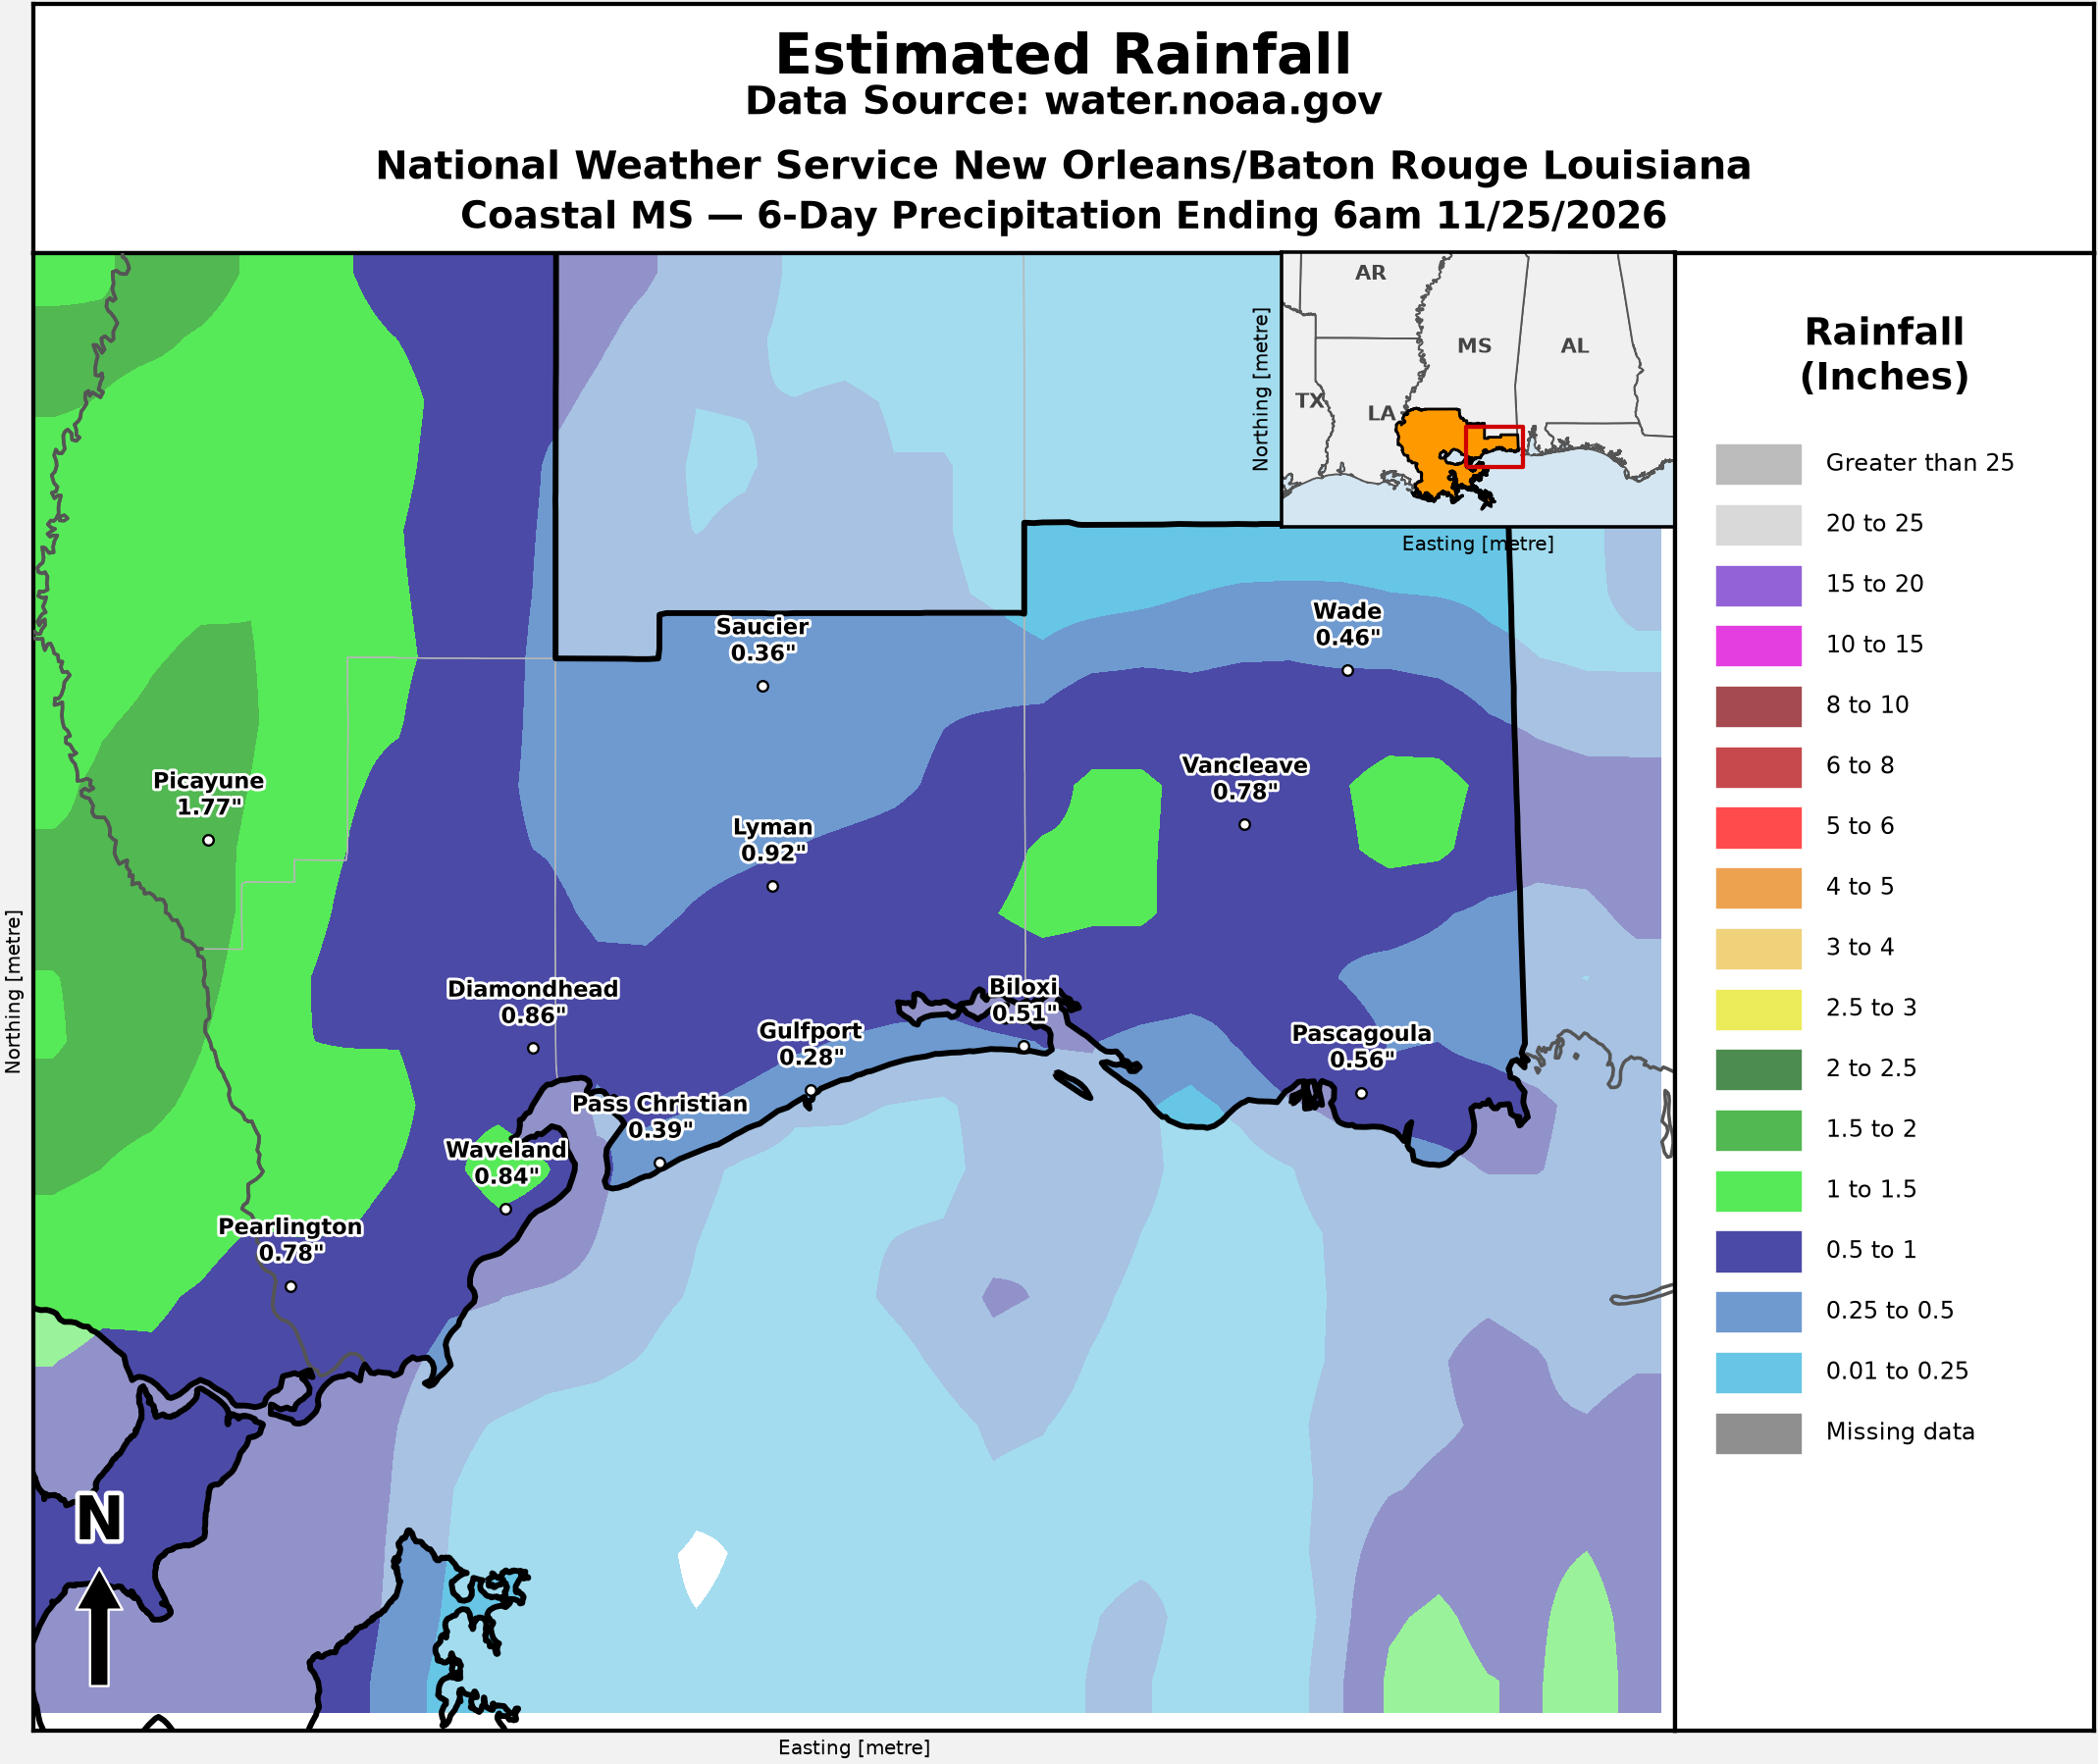 Estimated Rainfall
Data Source: water.noaa.gov
National Weather Service New Orleans/Baton Rouge Louisiana
Coastal MS — 6-Day Precipitation Ending 6am 11/25/2026
AR
MS
AL
TX
LA
Northing [metre]
Easting [metre]
Rainfall
(Inches)
Greater than 25
20 to 25
15 to 20
10 to 15
8 to 10
6 to 8
5 to 6
4 to 5
3 to 4
2.5 to 3
2 to 2.5
1.5 to 2
1 to 1.5
0.5 to 1
0.25 to 0.5
0.01 to 0.25
Missing data
Wade
0.46"
Saucier
0.36"
Vancleave
0.78"
Picayune
1.77"
Lyman
0.92"
Diamondhead
0.86"
Biloxi
0.51"
Gulfport
0.28"
Pascagoula
0.56"
Pass Christian
0.39"
Waveland
0.84"
Pearlington
0.78"
N
Northing [metre]
Easting [metre]